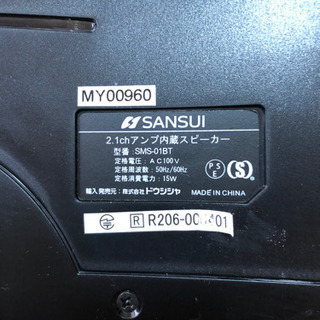 MY00960
SANSUI
2.1chアンプ内蔵スピーカー
型番 :SMS-01BT
定格電圧:AC100V
定格周波数:50Hz/60Hz
定格消費電力:15W
PSE
S
輸入発売元:株式会社ドウシシャ MADE IN CHINA
R